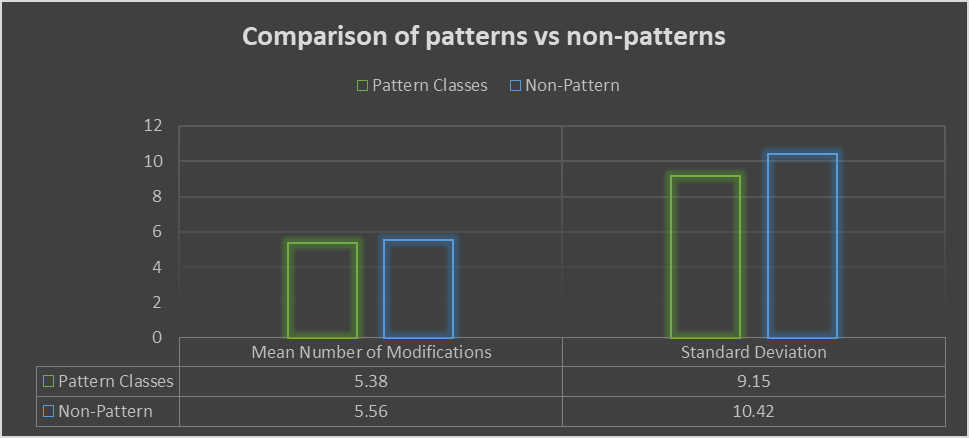 Comparison of patterns vs non-patterns
Pattern Classes Non-Pattern
12
10
8
6
4
2
0
Mean Number of Modifications Standard Deviation
Pattern Classes 5.38 9.15
Non-Pattern 5.56 10.42